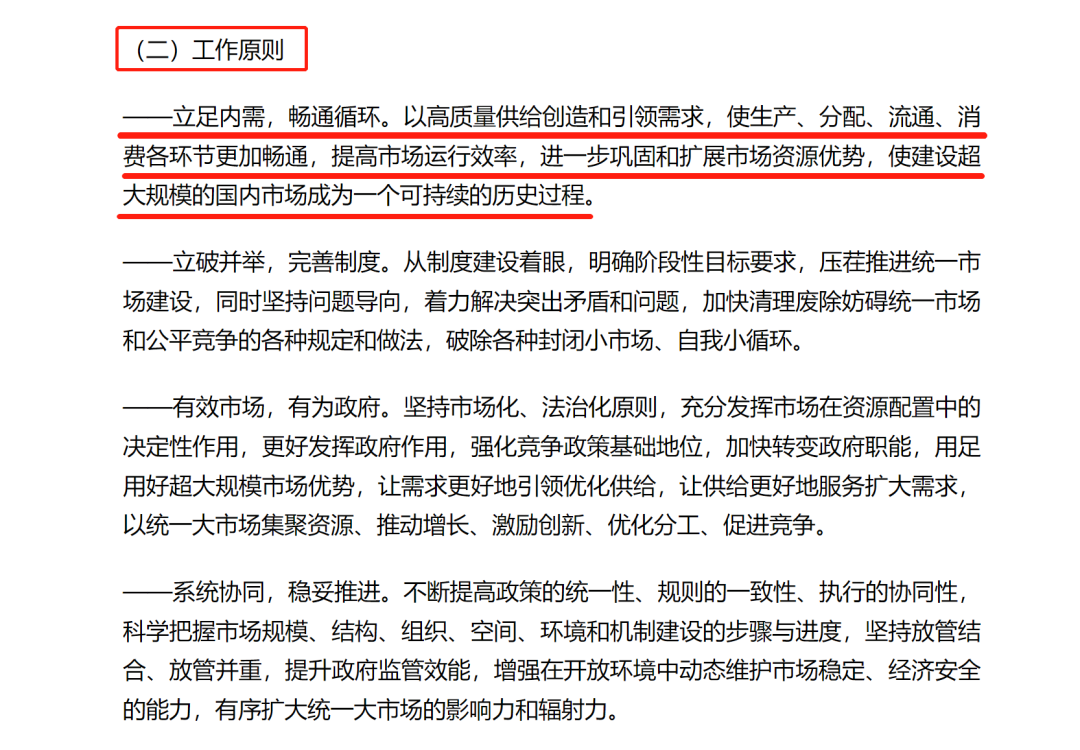 （二）工作原则
——立足内需，畅通循环。以高质量供给创造和引领需求，使生产、分配、流通、消
费各环节更加畅通，提高市场运行效率，进一步巩固和扩展市场资源优势，使建设超
大规模的国内市场成为一个可持续的历史过程。
——立破并举，完善制度。从制度建设着眼，明确阶段性目标要求，压茬推进统一市
场建设，同时坚持问题导向，着力解决突出矛盾和问题，加快清理废除妨碍统一市场
和公平竞争的各种规定和做法，破除各种封闭小市场、自我小循环。
——有效市场，有为政府。坚持市场化、法治化原则，充分发挥市场在资源配置中的
决定性作用，更好发挥政府作用，强化竞争政策基础地位，加快转变政府职能，用足
用好超大规模市场优势，让需求更好地引领优化供给，让供给更好地服务扩大需求，
以统一大市场集聚资源、推动增长、激励创新、优化分工、促进竞争。
——系统协同，稳妥推进。不断提高政策的统一性、规则的一致性、执行的协同性，
科学把握市场规模、结构、组织、空间、环境和机制建设的步骤与进度，坚持放管结
合、放管并重，提升政府监管效能，增强在开放环境中动态维护市场稳定、经济安全
的能力，有序扩大统一大市场的影响力和辐射力。